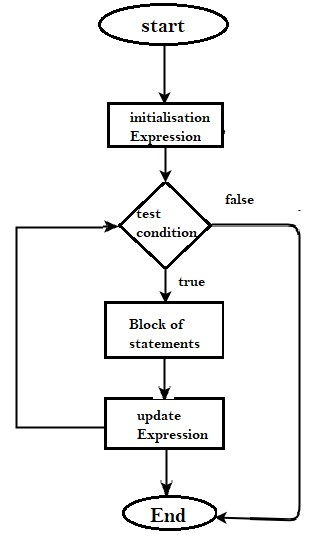 start
initialisation
Expression
test
condition
false
true
Block of
statements
update
Expression
End